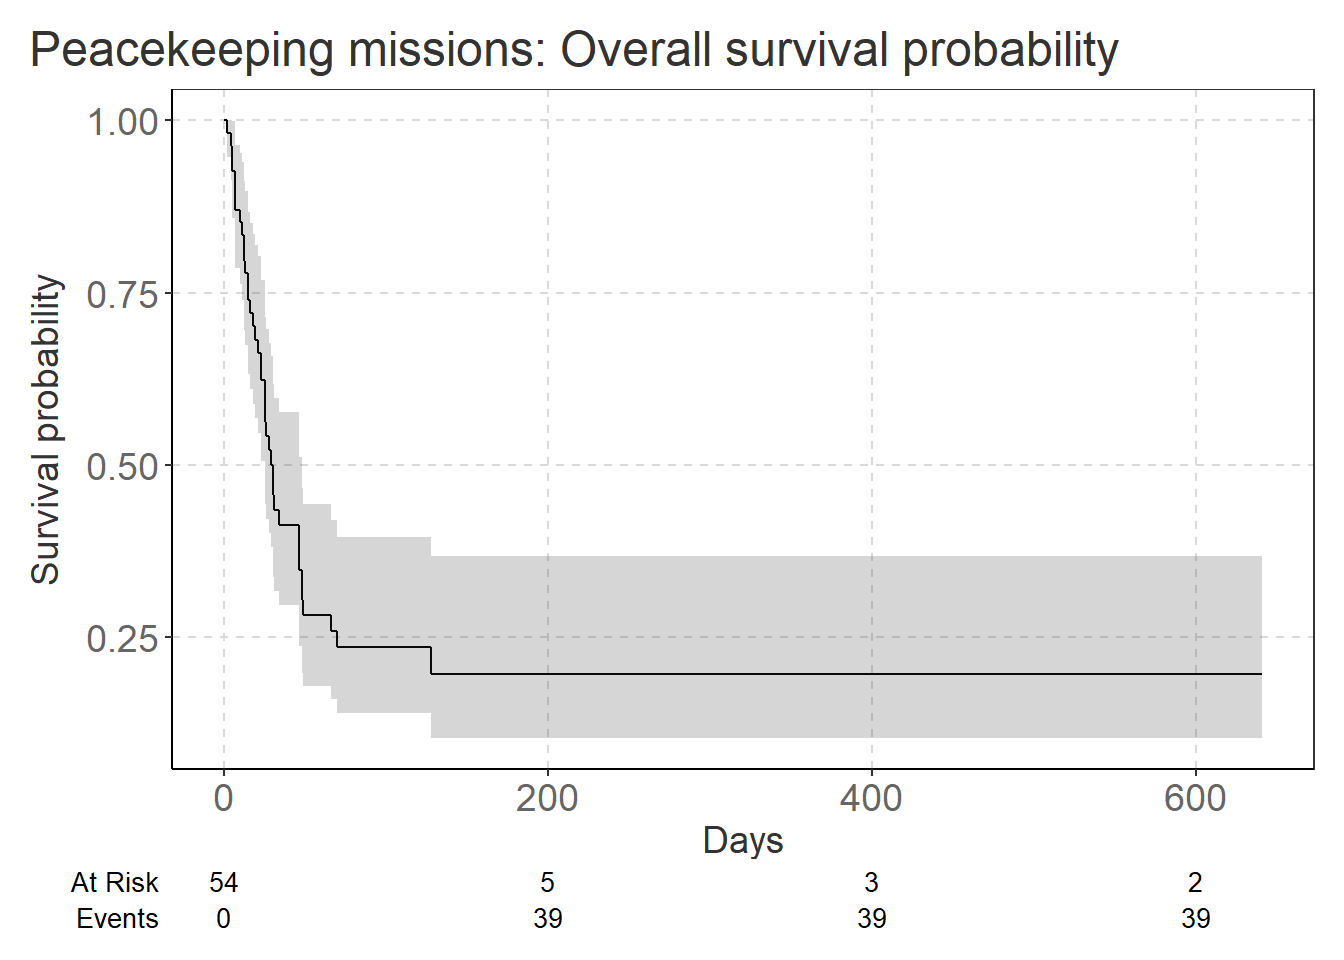 Peacekeeping missions: Overall survival probability
1.00
0.75
0.50
0.25
Survival probability
0 200 400 600
Days
At Risk 54 5 3 2
Events 0 39 39 39